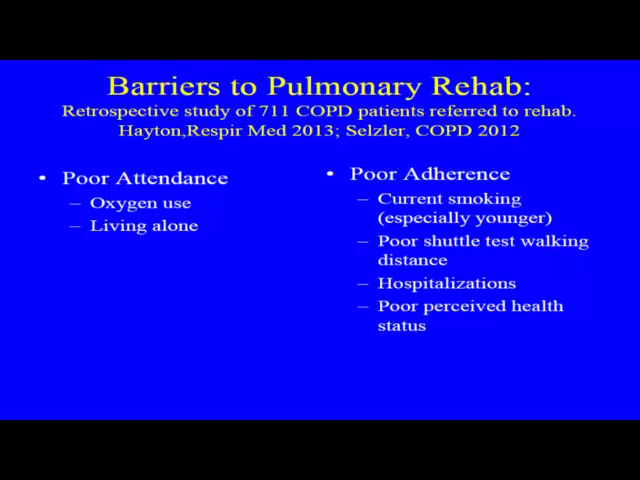 Barriers to Pulmonary Rehab:
Retrospective study of 711 COPD patients referred to rehab.
Hayton,Respir Med 2013; Selzler, COPD 2012
• Poor Attendance
– Oxygen use
– Living alone
• Poor Adherence
– Current smoking
(especially younger)
– Poor shuttle test walking
distance
– Hospitalizations
– Poor perceived health
status